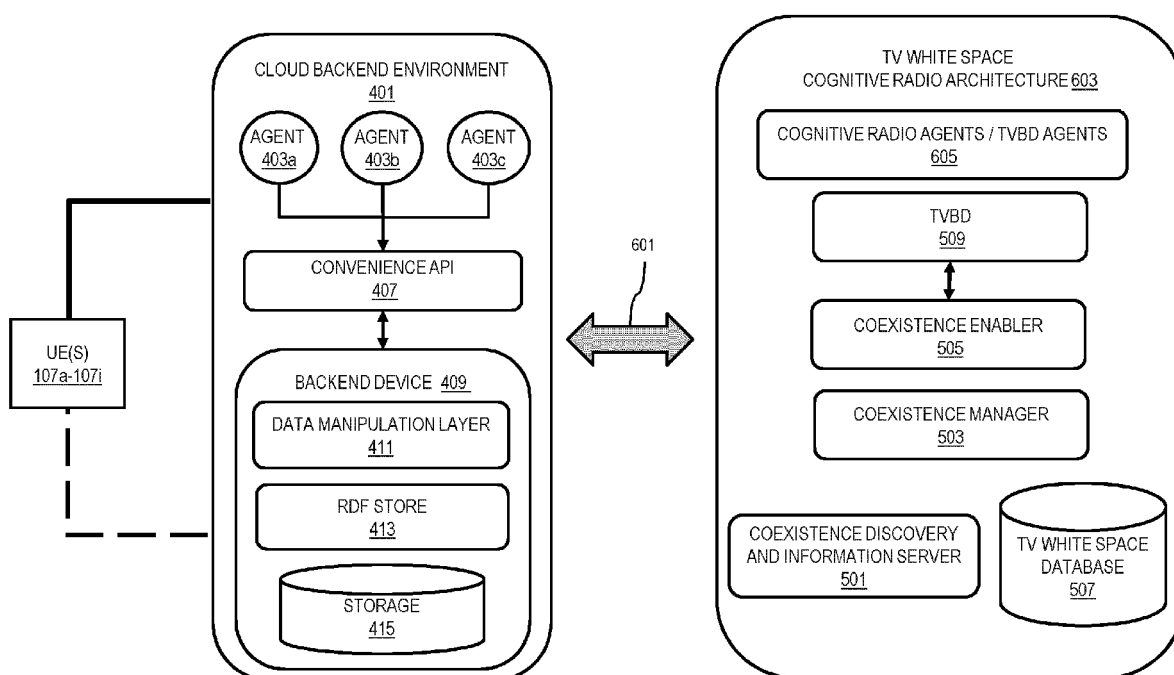 CLOUD BACKEND ENVIRONMENT
401
AGENT
403a
AGENT
403b
AGENT
403c
CONVENIENCE API
407
UE(S)
107a-107i
BACKEND DEVICE 409
DATA MANIPULATION LAYER
411
RDF STORE
413
STORAGE
415
601
TV WHITE SPACE
COGNITIVE RADIO ARCHITECTURE 603
COGNITIVE RADIO AGENTS / TVBD AGENTS
605
TVBD
509
COEXISTENCE ENABLER
505
COEXISTENCE MANAGER
503
COEXISTENCE DISCOVERY
AND INFORMATION SERVER
501
TV WHITE SPACE
DATABASE
507